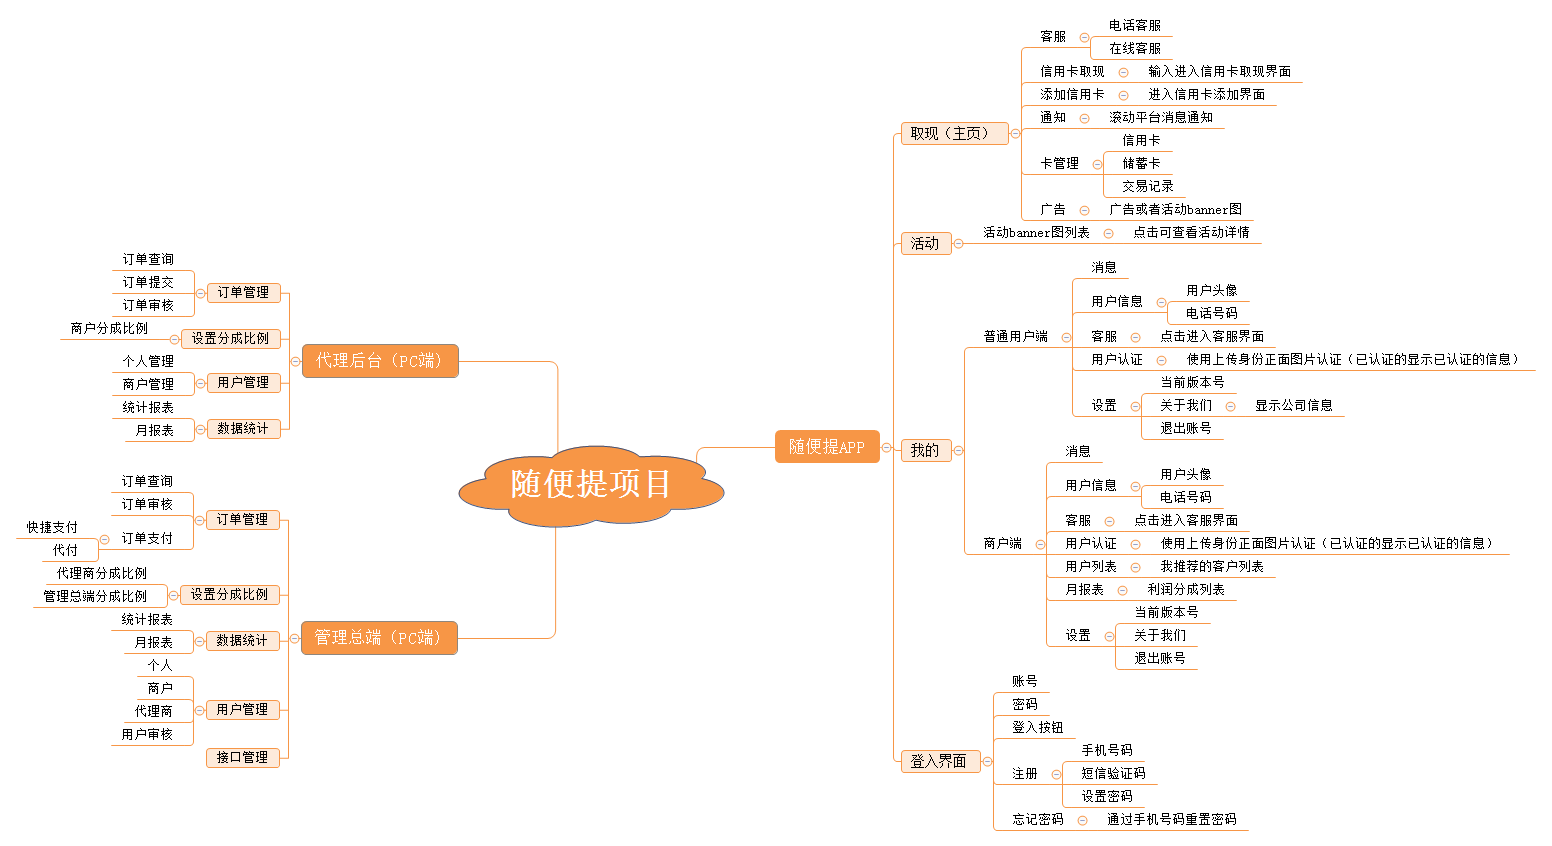 随便提项目
随便提APP
取现（主页）
客服
电话客服
在线客服
信用卡取现
输入进入信用卡取现界面
添加信用卡
进入信用卡添加界面
通知
滚动平台消息通知
卡管理
信用卡
储蓄卡
交易记录
广告
广告或者活动banner图
活动
活动banner图列表
点击可查看活动详情
我的
普通用户端
消息
用户信息
用户头像
电话号码
客服
点击进入客服界面
用户认证
使用上传身份正面图片认证（已认证的显示已认证的信息）
设置
当前版本号
关于我们
显示公司信息
退出账号
商户端
消息
用户信息
用户头像
电话号码
客服
点击进入客服界面
用户认证
使用上传身份正面图片认证（已认证的显示已认证的信息）
用户列表
我推荐的客户列表
月报表
利润分成列表
设置
当前版本号
关于我们
退出账号
登入界面
账号
密码
登入按钮
注册
手机号码
短信验证码
设置密码
忘记密码
通过手机号码重置密码
代理后台（PC端）
订单管理
订单查询
订单提交
订单审核
设置分成比例
商户分成比例
用户管理
个人管理
商户管理
数据统计
统计报表
月报表
管理总端（PC端）
订单管理
订单查询
订单审核
订单支付
快捷支付
代付
设置分成比例
代理商分成比例
管理总端分成比例
数据统计
统计报表
月报表
用户管理
个人
商户
代理商
用户审核
接口管理